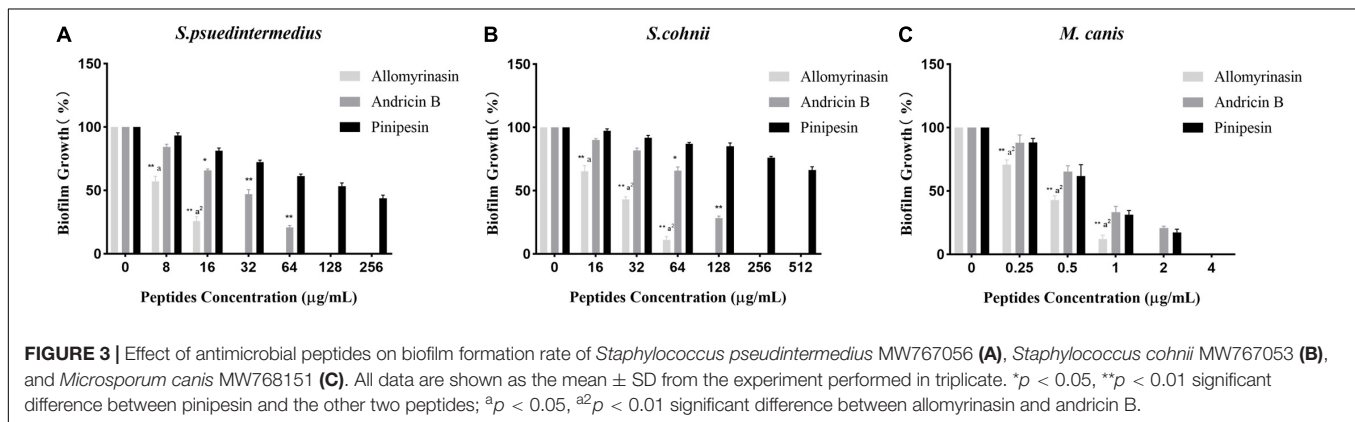 A
S.psuedintermedius
150
100
50
0
Biofilm Growth( %)
Allomyrinasin
Andricin B
Pinipesin
** a
*
** a2
**
**
0 8 16 32 64 128 256
Peptides Concentration (μg/mL)
B
S.cohnii
150
100
50
0
Biofilm Growth( %)
Allomyrinasin
Andricin B
Pinipesin
** a
** a2
*
** a2
**
0 16 32 64 128 256 512
Peptides Concentration (μg/mL)
C
M. canis
150
100
50
0
Biofilm Growth( %)
Allomyrinasin
Andricin B
Pinipesin
** a2
** a2
** a2
0 0.25 0.5 1 2 4
Peptides Concentration (μg/mL)
FIGURE 3 | Effect of antimicrobial peptides on biofilm formation rate of Staphylococcus pseudintermedius MW767056 (A), Staphylococcus cohnii MW767053 (B),
and Microsporum canis MW768151 (C). All data are shown as the mean ± SD from the experiment performed in triplicate. *p < 0.05, **p < 0.01 significant
difference between pinipesin and the other two peptides; ap < 0.05, a2p < 0.01 significant difference between allomyrinasin and andricin B.